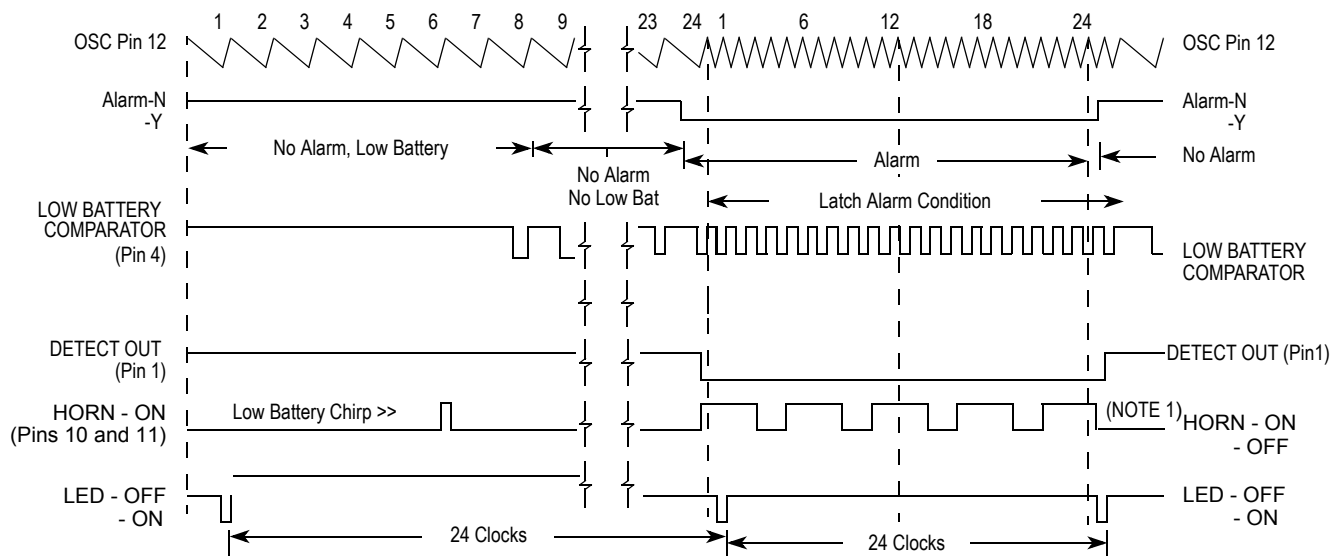 1 2 3 4 5 6 7 8 9 23 24 1 6 12 18 24
OSC Pin 12
OSC Pin 12
Alarm-N
-Y
Alarm-N
-Y
No Alarm, Low Battery
No Alarm
No Low Bat
Alarm
No Alarm
Latch Alarm Condition
LOW BATTERY
COMPARATOR
(Pin 4)
LOW BATTERY
COMPARATOR
DETECT OUT
(Pin 1)
DETECT OUT (Pin1)
HORN - ON
(Pins 10 and 11)
Low Battery Chirp >>
(NOTE 1)
HORN - ON
- OFF
LED - OFF
- ON
LED - OFF
- ON
24 Clocks
24 Clocks